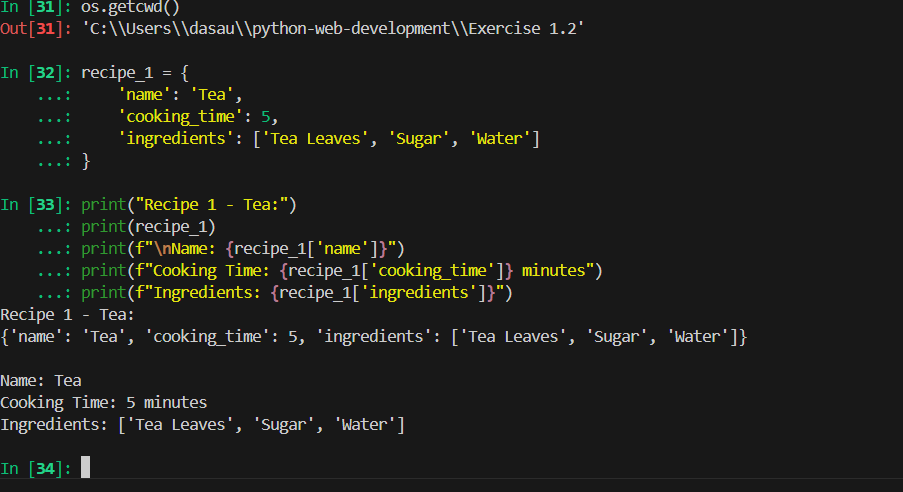 In [31]: os.getcwd()
Out[31]: 'C:\\Users\\dasau\\python-web-development\\Exercise 1.2'
In [32]: recipe_1 = {
    ...:     'name': 'Tea',
    ...:     'cooking_time': 5,
    ...:     'ingredients': ['Tea Leaves', 'Sugar', 'Water']
    ...: }
In [33]: print("Recipe 1 - Tea:")
    ...: print(recipe_1)
    ...: print(f"\nName: {recipe_1['name']}")
    ...: print(f"Cooking Time: {recipe_1['cooking_time']} minutes")
    ...: print(f"Ingredients: {recipe_1['ingredients']}")
Recipe 1 - Tea:
{'name': 'Tea', 'cooking_time': 5, 'ingredients': ['Tea Leaves', 'Sugar', 'Water']}
Name: Tea
Cooking Time: 5 minutes
Ingredients: ['Tea Leaves', 'Sugar', 'Water']
In [34]: